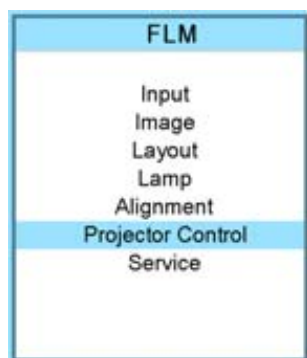 FLM
Input
Image
Layout
Lamp
Alignment
Projector Control
Service